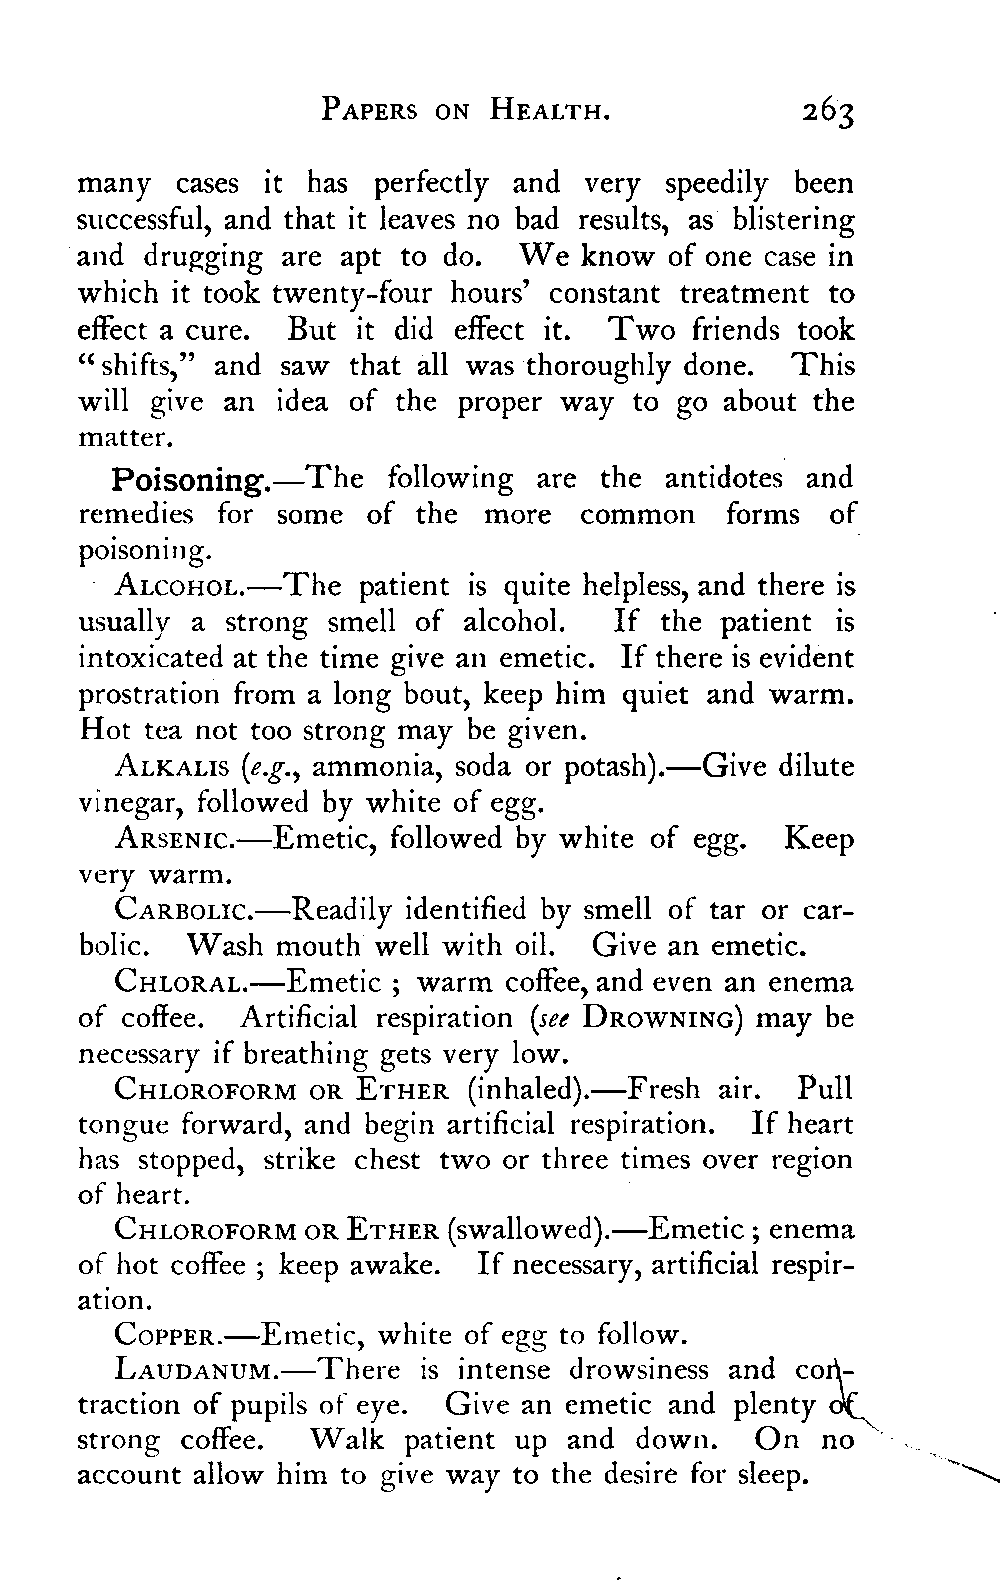 PAPERS ON HEALTH. 263
many cases it has perfectly and very speedily been
successful, and that it leaves no bad results, as blistering
and drugging are apt to do. We know of one case in
which it took twenty-four hours' constant treatment to
effect a cure. But it did effect it. Two friends took
"shifts," and saw that all was thoroughly done. This
will give an idea of the proper way to go about the
matter.
Poisoning.—The following are the antidotes and
remedies for some of the more common forms of
poisoning.
ALCOHOL.—The patient is quite helpless, and there is
usually a strong smell of alcohol. If the patient is
intoxicated at the time give an emetic. If there is evident
prostration from a long bout, keep him quiet and warm.
Hot tea not too strong may be given.
ALKALIS (e.g., ammonia, soda or potash).—Give dilute
vinegar, followed by white of egg.
ARSENIC.—Emetic, followed by white of egg. Keep
very warm.
CARBOLIC.—Readily identified by smell of tar or car-
bolic. Wash mouth well with oil. Give an emetic.
CHLORAL.—Emetic ; warm coffee, and even an enema
of coffee. Artificial respiration (see DROWNING) may be
necessary if breathing gets very low.
CHLOROFORM OR ETHER (inhaled).—Fresh air. Pull
tongue forward, and begin artificial respiration. If heart
has stopped, strike chest two or three times over region
of heart.
CHLOROFORM OR ETHER (swallowed).—Emetic ; enema
of hot coffee ; keep awake. If necessary, artificial respir-
ation.
COPPER.—Emetic, white of egg to follow.
LAUDANUM.—There is intense drowsiness and con-
traction of pupils of eye. Give an emetic and plenty of
strong coffee. Walk patient up and down. On no
account allow him to give way to the desire for sleep.